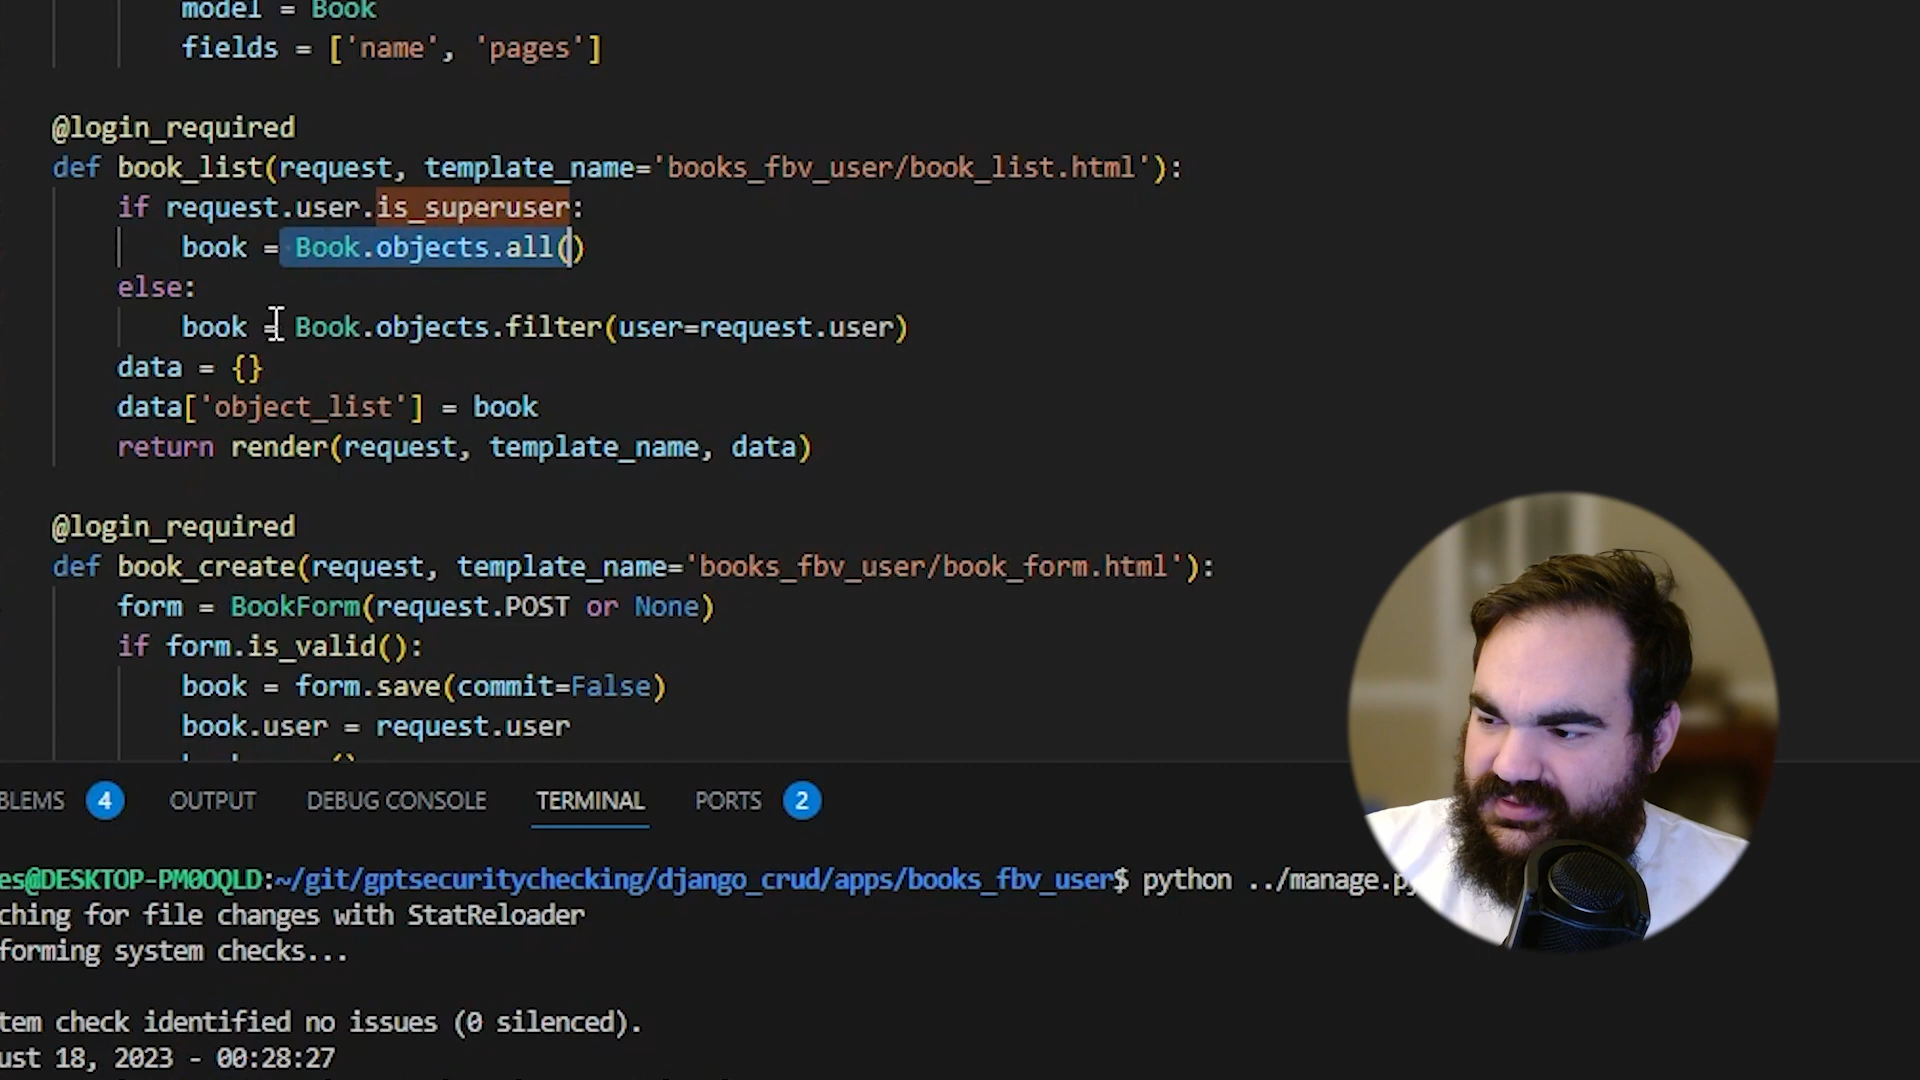 model = Book
fields = ['name', 'pages']
@login_required
def book_list(request, template_name='books_fbv_user/book_list.html'):
if request.user.is_superuser:
book = Book.objects.all()
else:
book = Book.objects.filter(user=request.user)
data = {}
data['object_list'] = book
return render(request, template_name, data)
@login_required
def book_create(request, template_name='books_fbv_user/book_form.html'):
form = BookForm(request.POST or None)
if form.is_valid():
book = form.save(commit=False)
book.user = request.user
BLEMS 4 OUTPUT DEBUG CONSOLE TERMINAL PORTS 2
es@DESKTOP-PM0OQLD:~/git/gptsecuritychecking/django_crud/apps/books_fbv_user$ python ../manage.py
ching for file changes with StatReloader
forming system checks...
tem check identified no issues (0 silenced).
ust 18, 2023 - 00:28:27